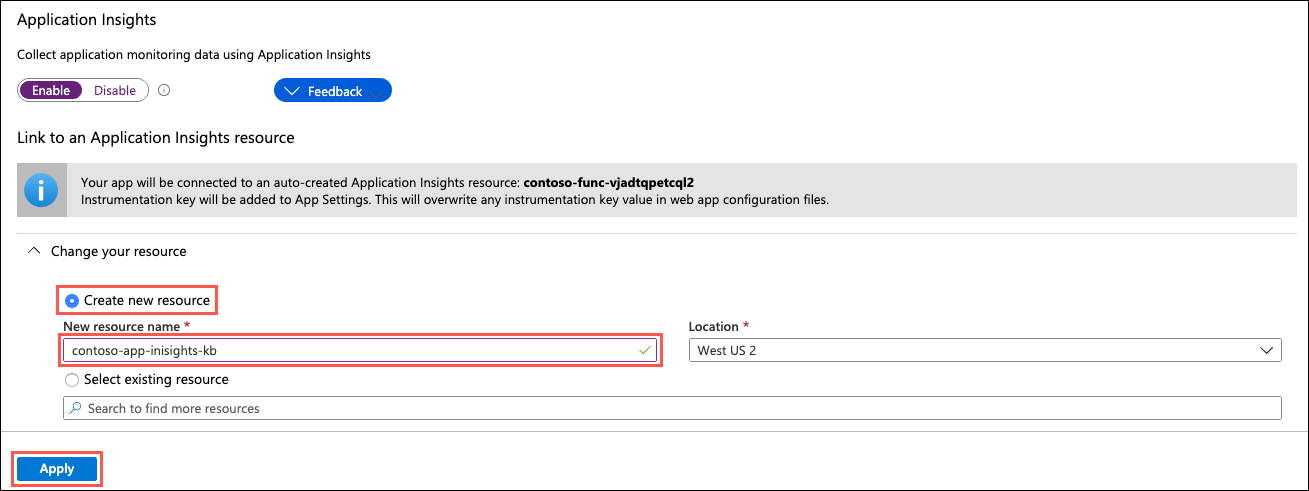 Application Insights
Collect application monitoring data using Application Insights
Enable Disable
Feedback
Link to an Application Insights resource
Your app will be connected to an auto-created Application Insights resource: contoso-func-vjadtqpetcql2
Instrumentation key will be added to App Settings. This will overwrite any instrumentation key value in web app configuration files.
Change your resource
Create new resource
New resource name * Location *
contoso-app-inisights-kb West US 2
Select existing resource
Search to find more resources
Apply